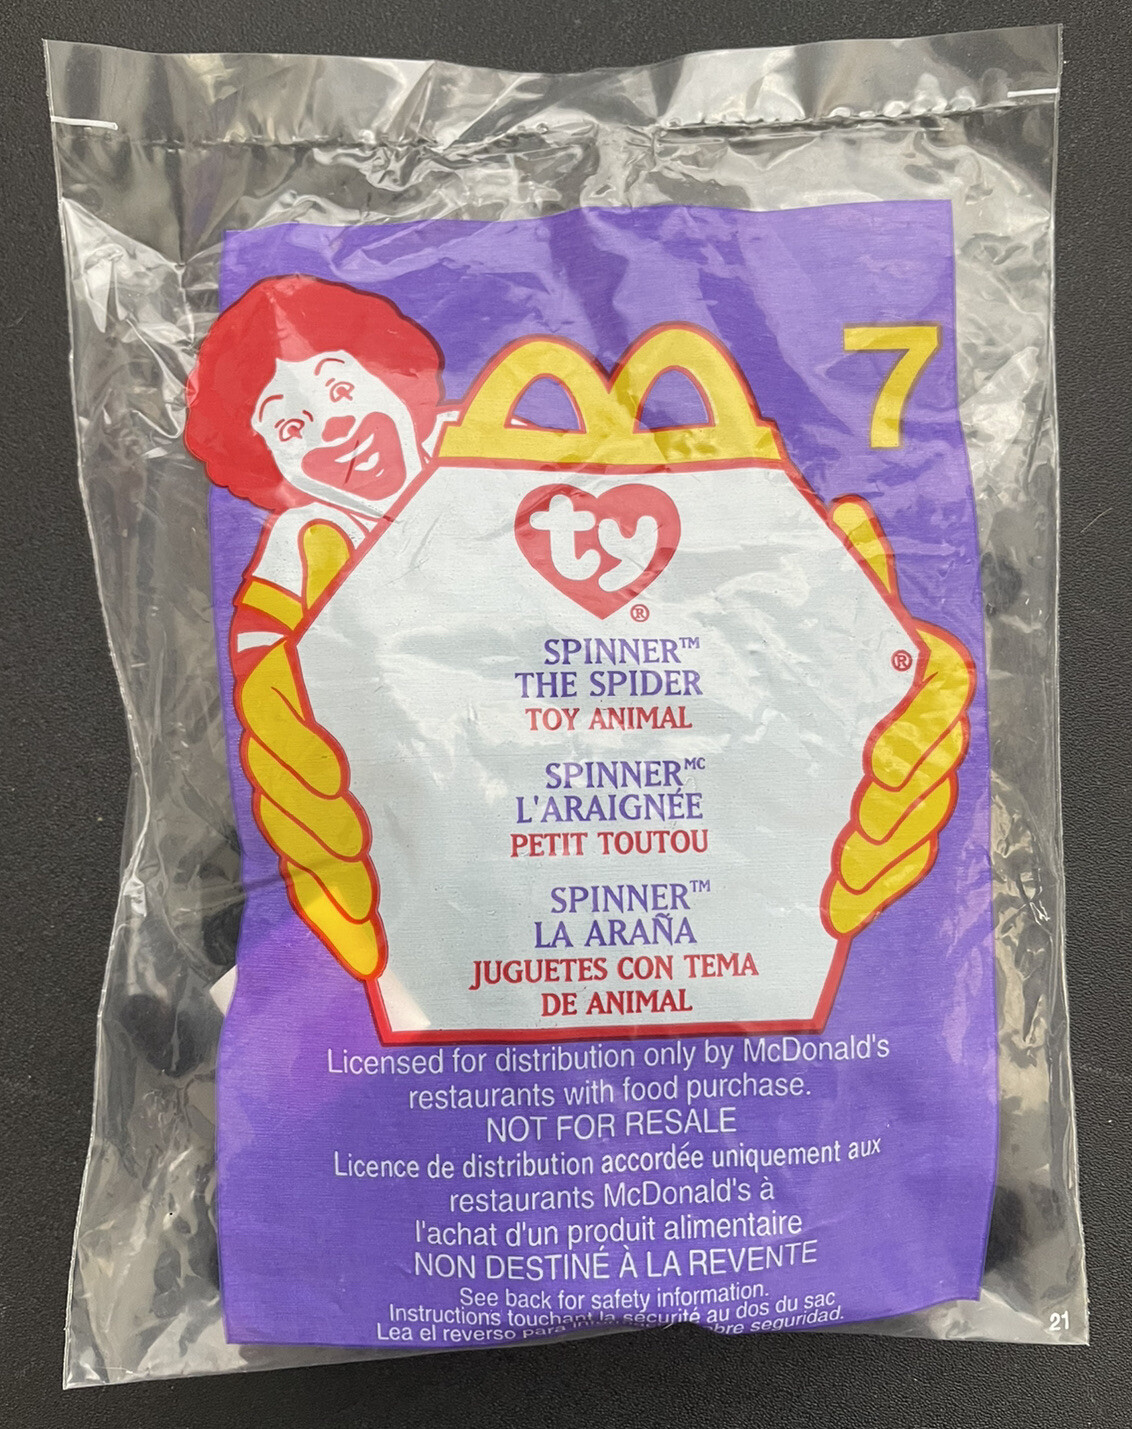 7
ty
®
SPINNER™
THE SPIDER
TOY ANIMAL
®
SPINNERᴹᶜ
L'ARAIGNÉE
PETIT TOUTOU
SPINNER™
LA ARAÑA
JUGUETES CON TEMA
DE ANIMAL
Licensed for distribution only by McDonald's
restaurants with food purchase.
NOT FOR RESALE
Licence de distribution accordée uniquement aux
restaurants McDonald's à
l'achat d'un produit alimentaire
NON DESTINÉ À LA REVENTE
See back for safety information.
Instructions touchant la sécurité au dos du sac
Lea el reverso para seguridad.
21